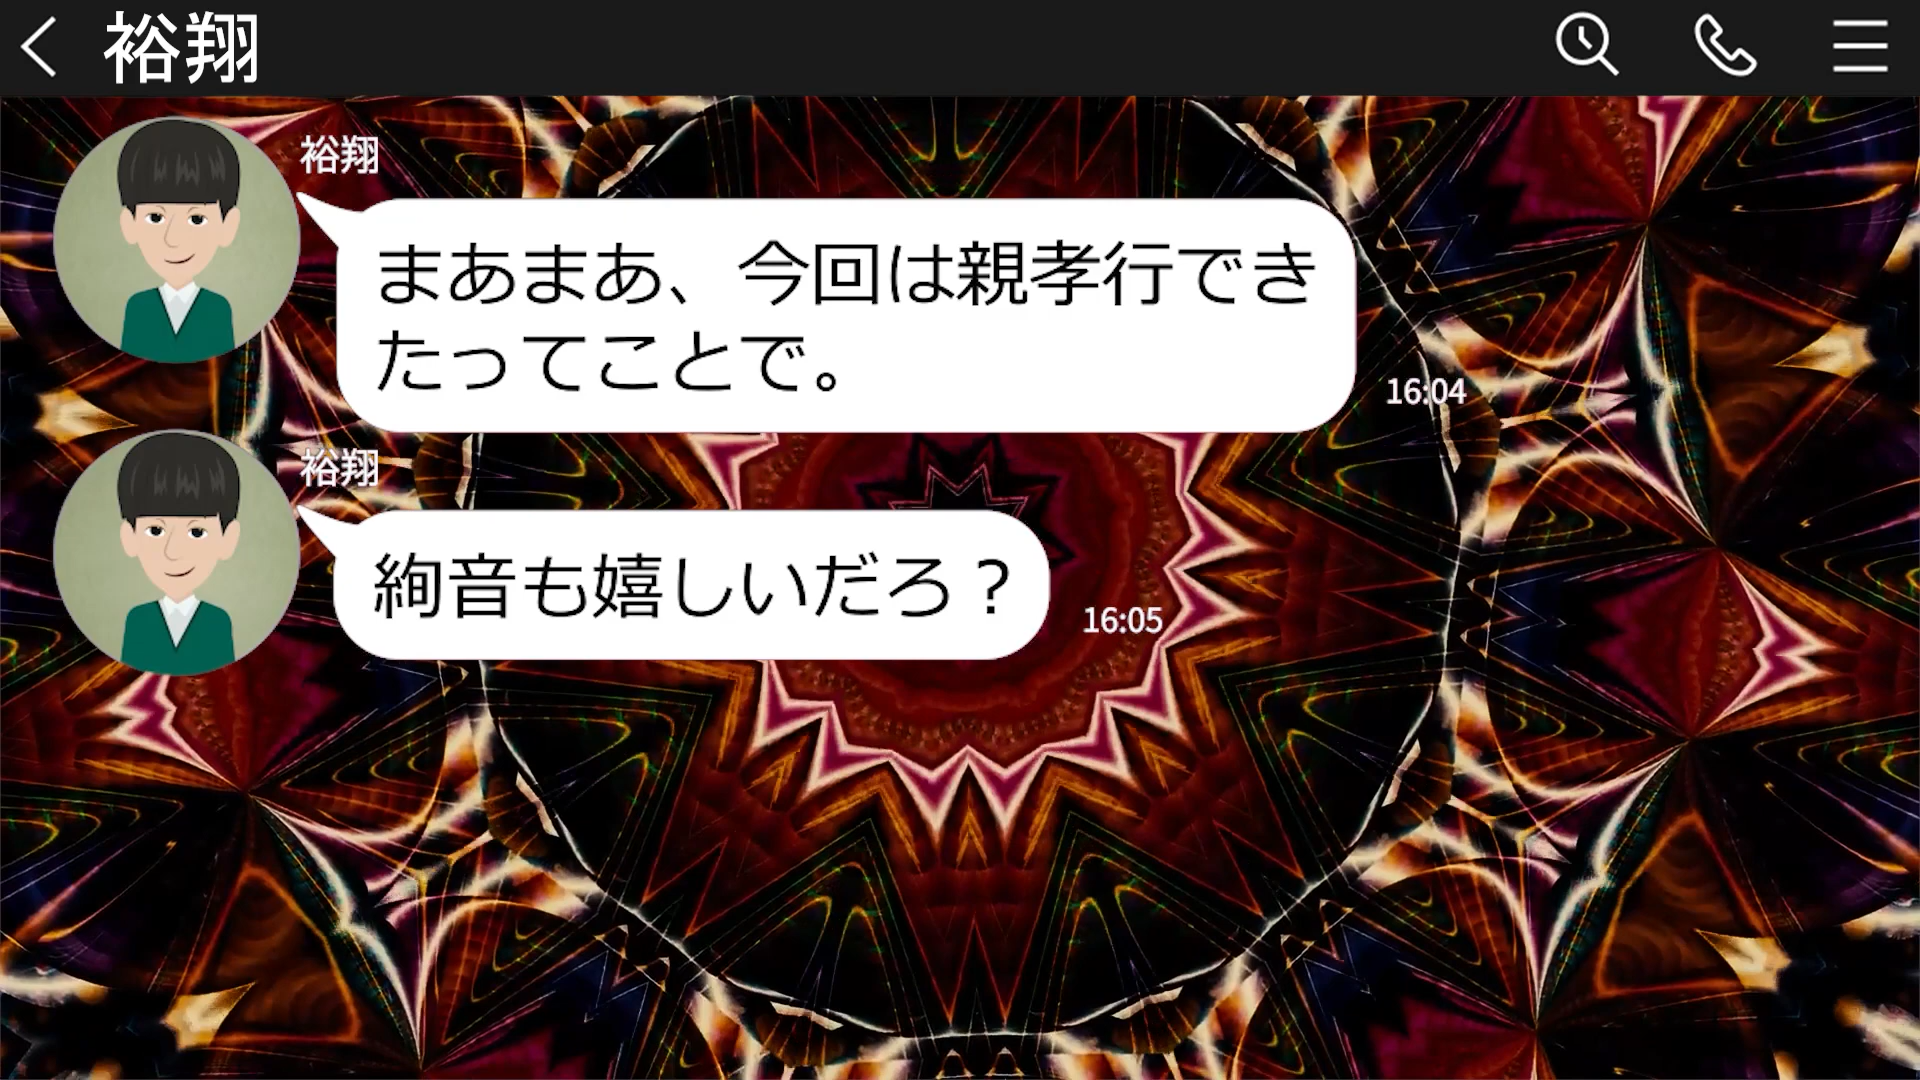 裕翔
裕翔
まあまあ、今回は親孝行でき
たってことで。
16:04
裕翔
絢音も嬉しいだろ？
16:05